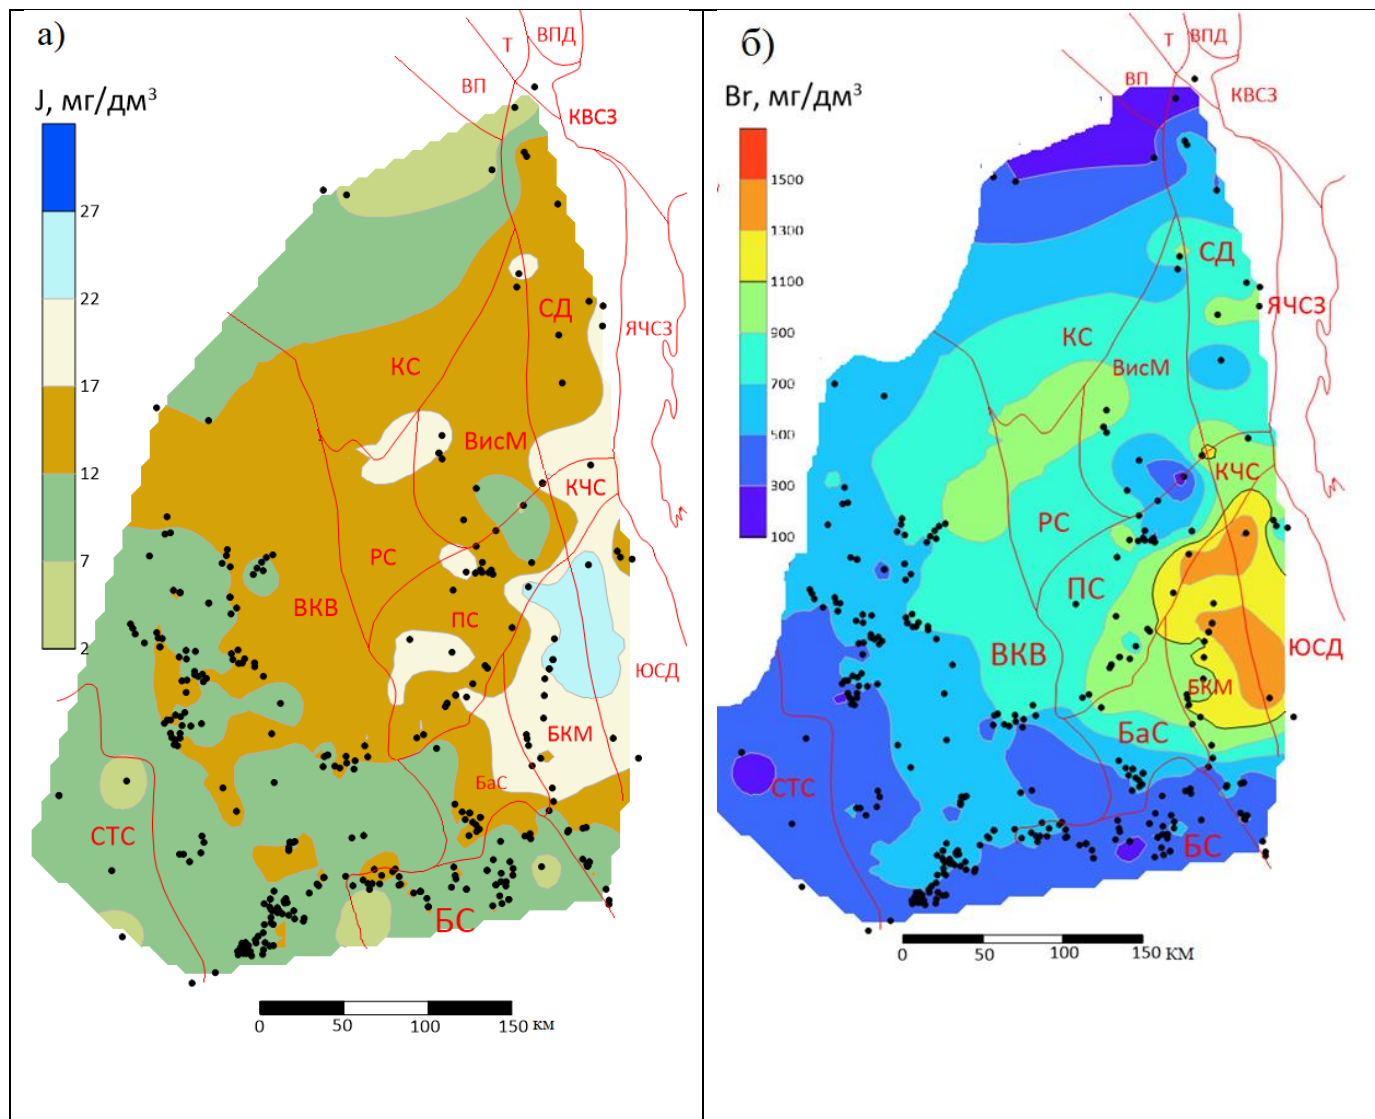 а)
Т
ВПД
ВП
КВСЗ
J, мг/дм³
27
22
17
12
7
2
СД
ЯЧСЗ
КС
ВисМ
КЧС
РС
ВКВ
ПС
ЮСД
БКМ
БаС
СТС
БС
0
50
100
150 км
б)
Т
ВПД
ВП
КВСЗ
Br, мг/дм³
1500
1300
1100
900
700
500
300
100
СД
ЯЧСЗ
КС
ВисМ
КЧС
РС
ПС
ВКВ
ЮСД
БКМ
БаС
СТС
БС
0
50
100
150 КМ